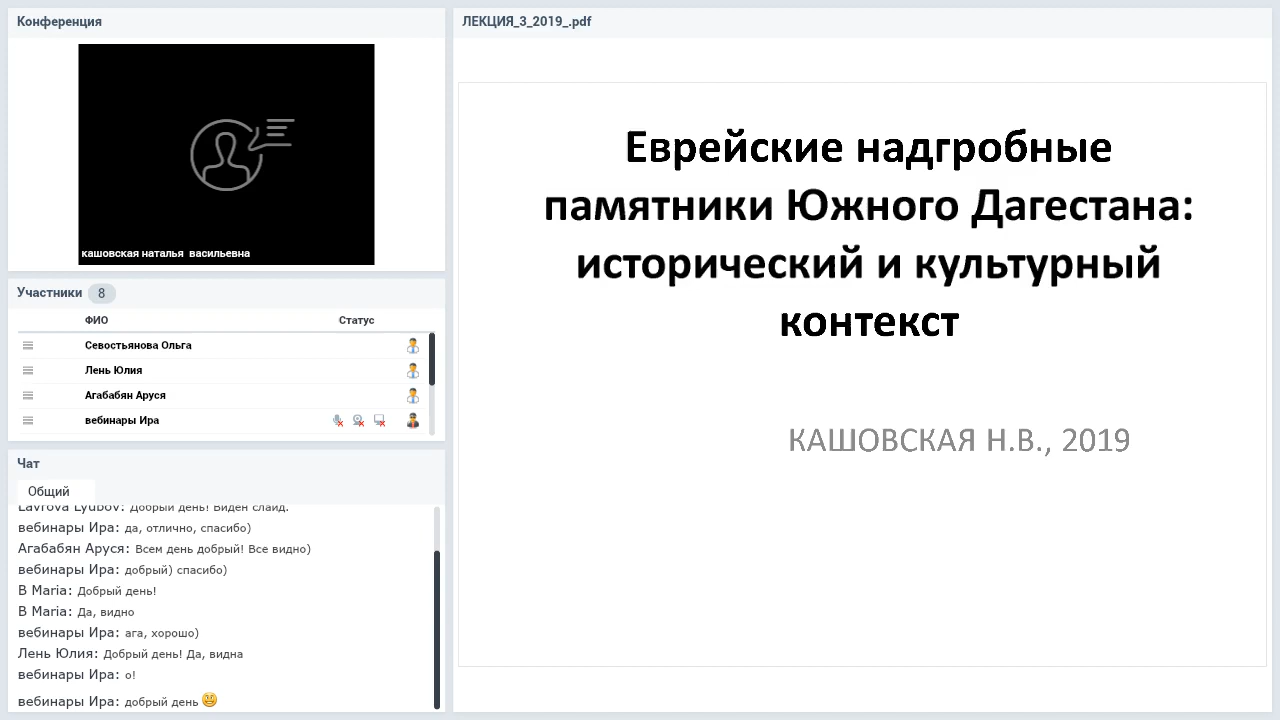 Конференция
кашовская наталья васильевна
Участники 8
ФИО Статус
Севостьянова Ольга
Лень Юлия
Агабабян Аруся
вебинары Ира
Чат
Общий
Lavrova Lyubov: Добрый день! Виден слайд.
вебинары Ира: да, отлично, спасибо)
Агабабян Аруся: Всем день добрый! Все видно)
вебинары Ира: добрый) спасибо)
В Maria: Добрый день!
В Maria: Да, видно
вебинары Ира: ага, хорошо)
Лень Юлия: Добрый день! Да, видна
вебинары Ира: о!
вебинары Ира: добрый день
ЛЕКЦИЯ_3_2019_.pdf
Еврейские надгробные
памятники Южного Дагестана:
исторический и культурный
контекст
КАШОВСКАЯ Н.В., 2019